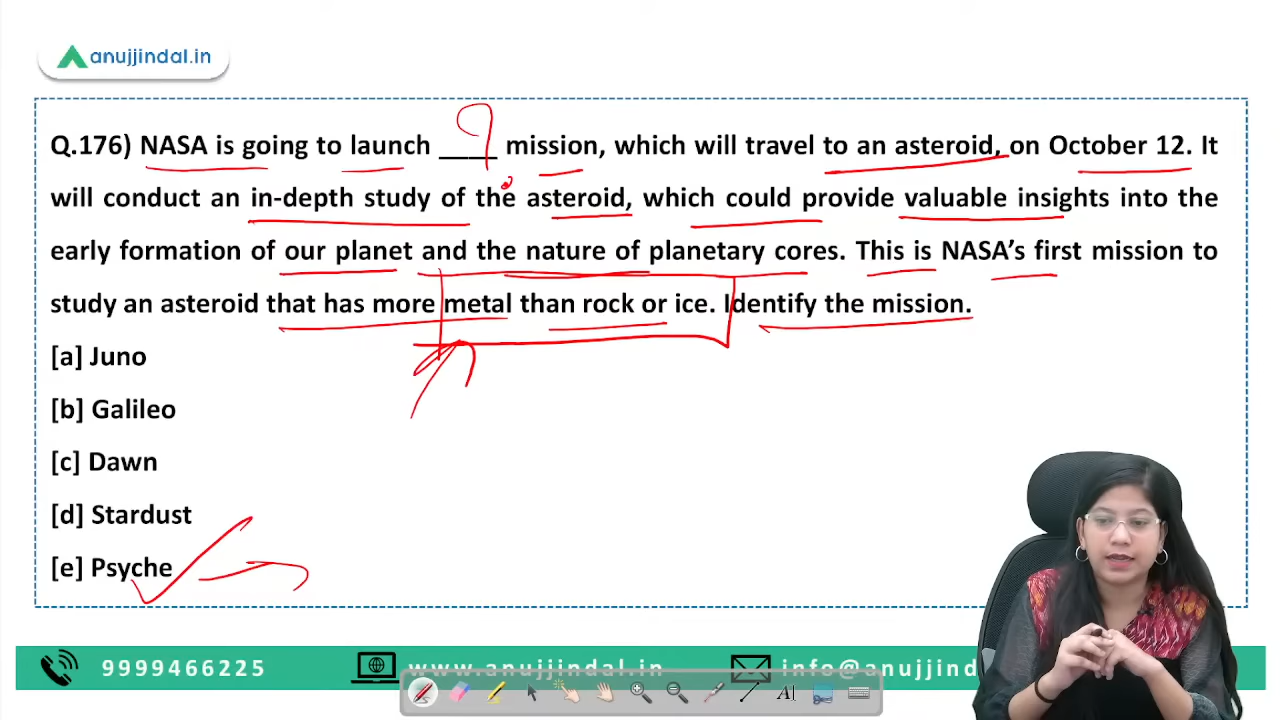 anujjindal.in
Q.176) NASA is going to launch ____ mission, which will travel to an asteroid, on October 12. It
will conduct an in-depth study of the asteroid, which could provide valuable insights into the
early formation of our planet and the nature of planetary cores. This is NASA’s first mission to
study an asteroid that has more metal than rock or ice. Identify the mission.
[a] Juno
[b] Galileo
[c] Dawn
[d] Stardust
[e] Psyche
9999466225
www.anujjindal.in
info@anujjind
AI